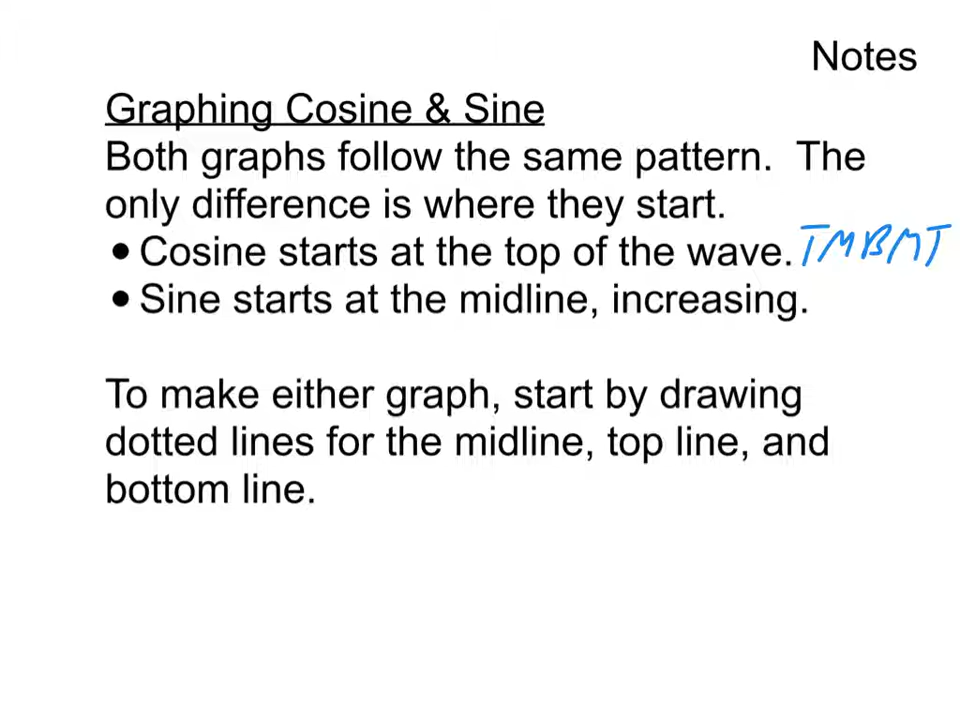 Notes
Graphing Cosine & Sine
Both graphs follow the same pattern.  The
only difference is where they start.
• Cosine starts at the top of the wave. TMBMT
• Sine starts at the midline, increasing.
To make either graph, start by drawing
dotted lines for the midline, top line, and
bottom line.